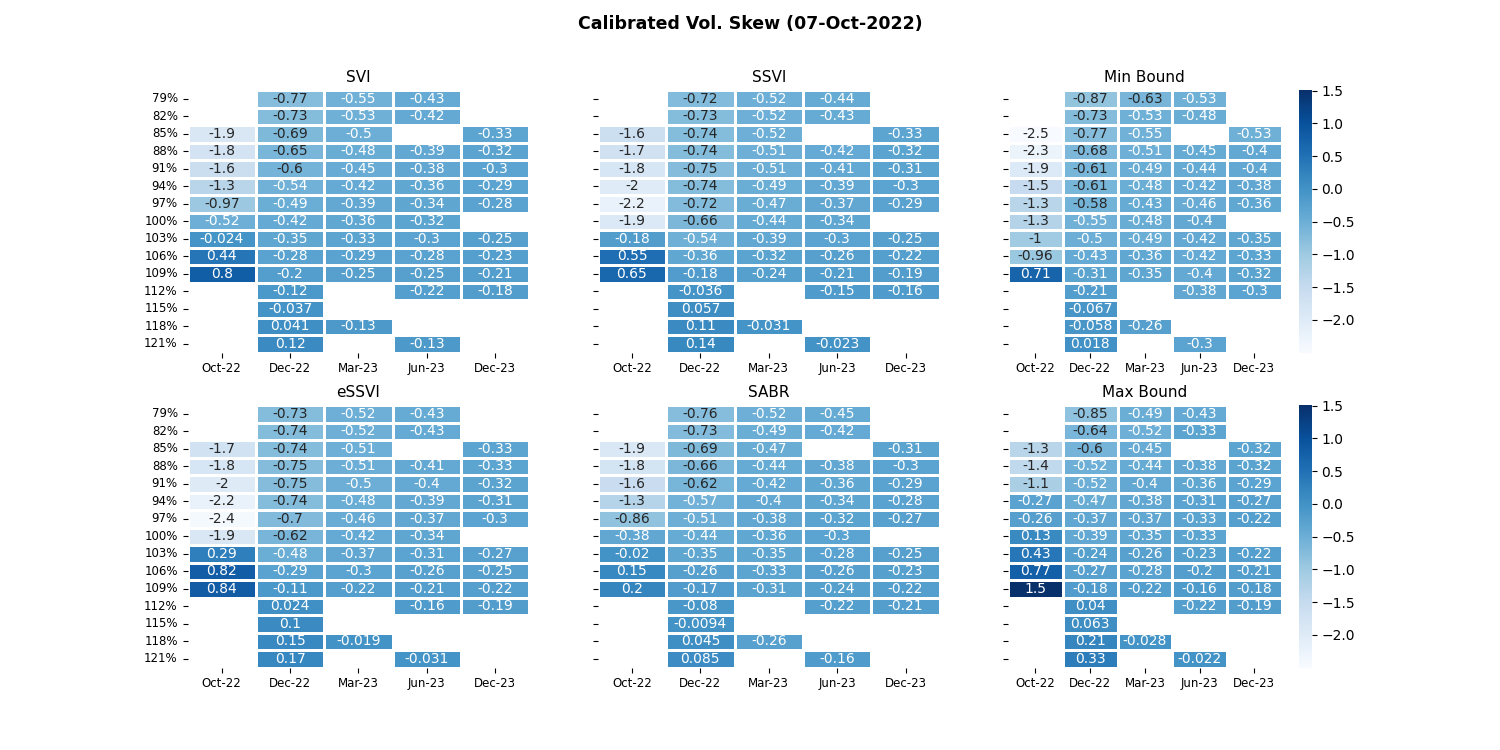 Calibrated Vol. Skew (07-Oct-2022)
SVI SSVI Min Bound
79% -0.77 -0.55 -0.43 -0.72 -0.52 -0.44 -0.87 -0.63 -0.53 1.5
82% -0.73 -0.53 -0.42 -0.73 -0.52 -0.43 -0.73 -0.53 -0.48 1.0
85% -1.9 -0.69 -0.5 -0.33 -1.6 -0.74 -0.52 -0.33 -2.5 -0.77 -0.55 -0.53
88% -1.8 -0.65 -0.48 -0.39 -0.32 -1.7 -0.74 -0.51 -0.42 -0.32 -2.3 -0.68 -0.51 -0.45 -0.4 0.5
91% -1.6 -0.6 -0.45 -0.38 -0.3 -1.8 -0.75 -0.51 -0.41 -0.31 -1.9 -0.61 -0.49 -0.44 -0.4
94% -1.3 -0.54 -0.42 -0.36 -0.29 -2 -0.74 -0.49 -0.39 -0.3 -1.5 -0.61 -0.48 -0.42 -0.38 0.0
97% -0.97 -0.49 -0.39 -0.34 -0.28 -2.2 -0.72 -0.47 -0.37 -0.29 -1.3 -0.58 -0.43 -0.46 -0.36
100% -0.52 -0.42 -0.36 -0.32 -1.9 -0.66 -0.44 -0.34 -1.3 -0.55 -0.48 -0.4 −0.5
103% -0.024 -0.35 -0.33 -0.3 -0.25 -0.18 -0.54 -0.39 -0.3 -0.25 -1 -0.5 -0.49 -0.42 -0.35
106% 0.44 -0.28 -0.29 -0.28 -0.23 0.55 -0.36 -0.32 -0.26 -0.22 -0.96 -0.43 -0.36 -0.42 -0.33 −1.0
109% 0.8 -0.2 -0.25 -0.25 -0.21 0.65 -0.18 -0.24 -0.21 -0.19 0.71 -0.31 -0.35 -0.4 -0.32
112% -0.12 -0.22 -0.18 -0.036 -0.15 -0.16 -0.21 -0.38 -0.3 −1.5
115% -0.037 0.057 -0.067
118% 0.041 -0.13 0.11 -0.031 -0.058 -0.26 −2.0
121% 0.12 -0.13 0.14 -0.023 0.018 -0.3
Oct-22 Dec-22 Mar-23 Jun-23 Dec-23 Oct-22 Dec-22 Mar-23 Jun-23 Dec-23 Oct-22 Dec-22 Mar-23 Jun-23 Dec-23
eSSVI SABR Max Bound
79% -0.73 -0.52 -0.43 -0.76 -0.52 -0.45 -0.85 -0.49 -0.43 1.5
82% -0.74 -0.52 -0.43 -0.73 -0.49 -0.42 -0.64 -0.52 -0.33 1.0
85% -1.7 -0.74 -0.51 -0.33 -1.9 -0.69 -0.47 -0.31 -1.3 -0.6 -0.45 -0.32
88% -1.8 -0.75 -0.51 -0.41 -0.33 -1.8 -0.66 -0.44 -0.38 -0.3 -1.4 -0.52 -0.44 -0.38 -0.32 0.5
91% -2 -0.75 -0.5 -0.4 -0.32 -1.6 -0.62 -0.42 -0.36 -0.29 -1.1 -0.52 -0.4 -0.36 -0.29
94% -2.2 -0.74 -0.48 -0.39 -0.31 -1.3 -0.57 -0.4 -0.34 -0.28 -0.27 -0.47 -0.38 -0.31 -0.27 0.0
97% -2.4 -0.7 -0.46 -0.37 -0.3 -0.86 -0.51 -0.38 -0.32 -0.27 -0.26 -0.37 -0.37 -0.33 -0.22
100% -1.9 -0.62 -0.42 -0.34 -0.38 -0.44 -0.36 -0.3 0.13 -0.39 -0.35 -0.33 −0.5
103% 0.29 -0.48 -0.37 -0.31 -0.27 -0.02 -0.35 -0.35 -0.28 -0.25 0.43 -0.24 -0.26 -0.23 -0.22
106% 0.82 -0.29 -0.3 -0.26 -0.25 0.15 -0.26 -0.33 -0.26 -0.23 0.77 -0.27 -0.28 -0.2 -0.21 −1.0
109% 0.84 -0.11 -0.22 -0.21 -0.22 0.2 -0.17 -0.31 -0.24 -0.22 1.5 -0.18 -0.22 -0.16 -0.18
112% 0.024 -0.16 -0.19 -0.08 -0.22 -0.21 0.04 -0.22 -0.19 −1.5
115% 0.1 -0.0094 0.063
118% 0.15 -0.019 0.045 -0.26 0.21 -0.028 −2.0
121% 0.17 -0.031 0.085 -0.16 0.33 -0.022
Oct-22 Dec-22 Mar-23 Jun-23 Dec-23 Oct-22 Dec-22 Mar-23 Jun-23 Dec-23 Oct-22 Dec-22 Mar-23 Jun-23 Dec-23